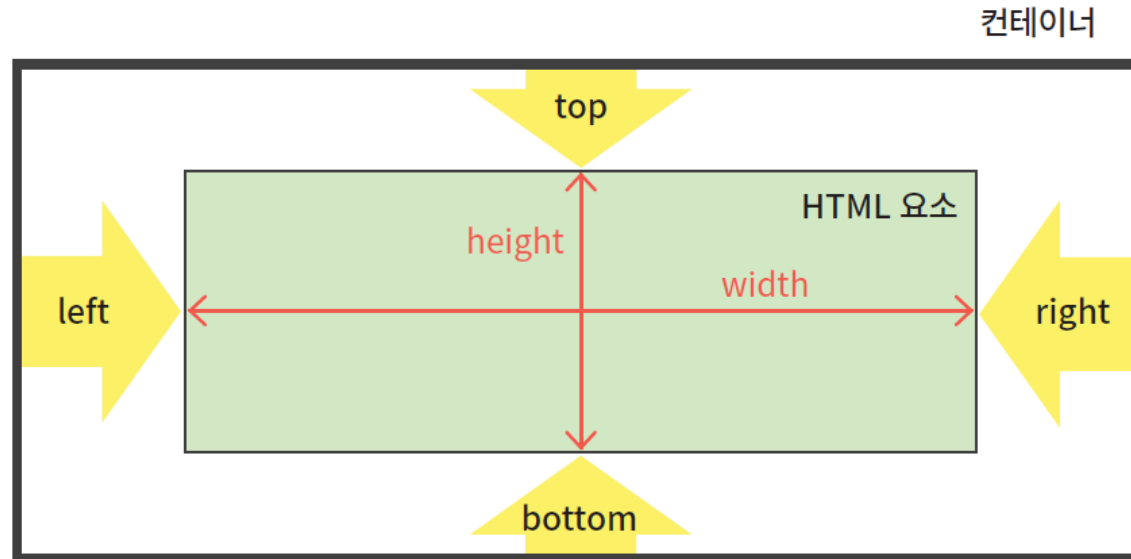 컨테이너
top
HTML 요소
height
width
left
right
bottom